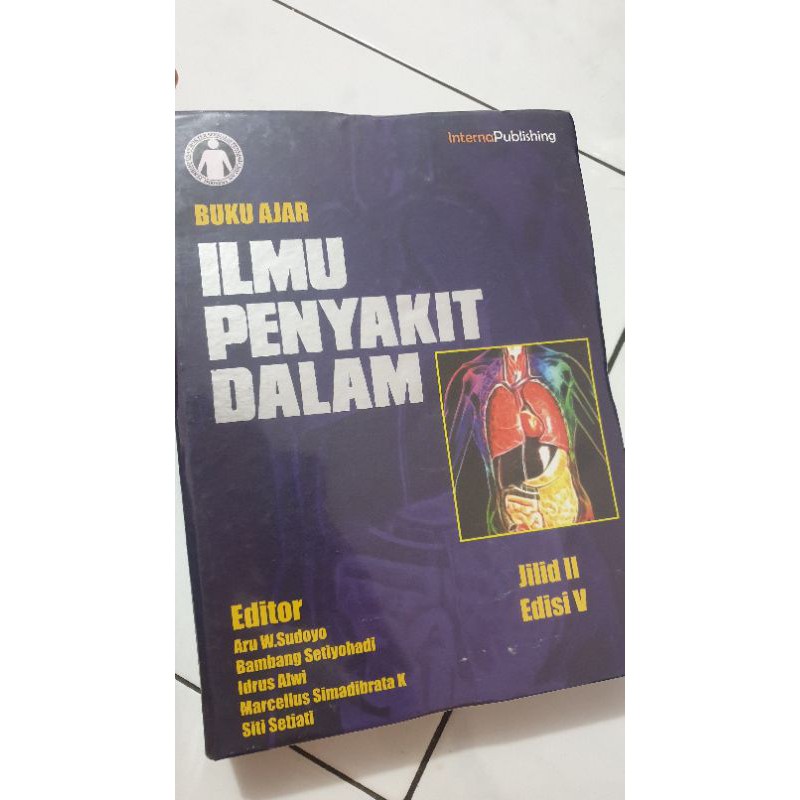 InternaPublishing
BUKU AJAR
ILMU
PENYAKIT
DALAM
Jilid II
Edisi V
Editor
Aru W.Sudoyo
Bambang Setiyohadi
Idrus Alwi
Marcellus Simadibrata K
Siti Setiati